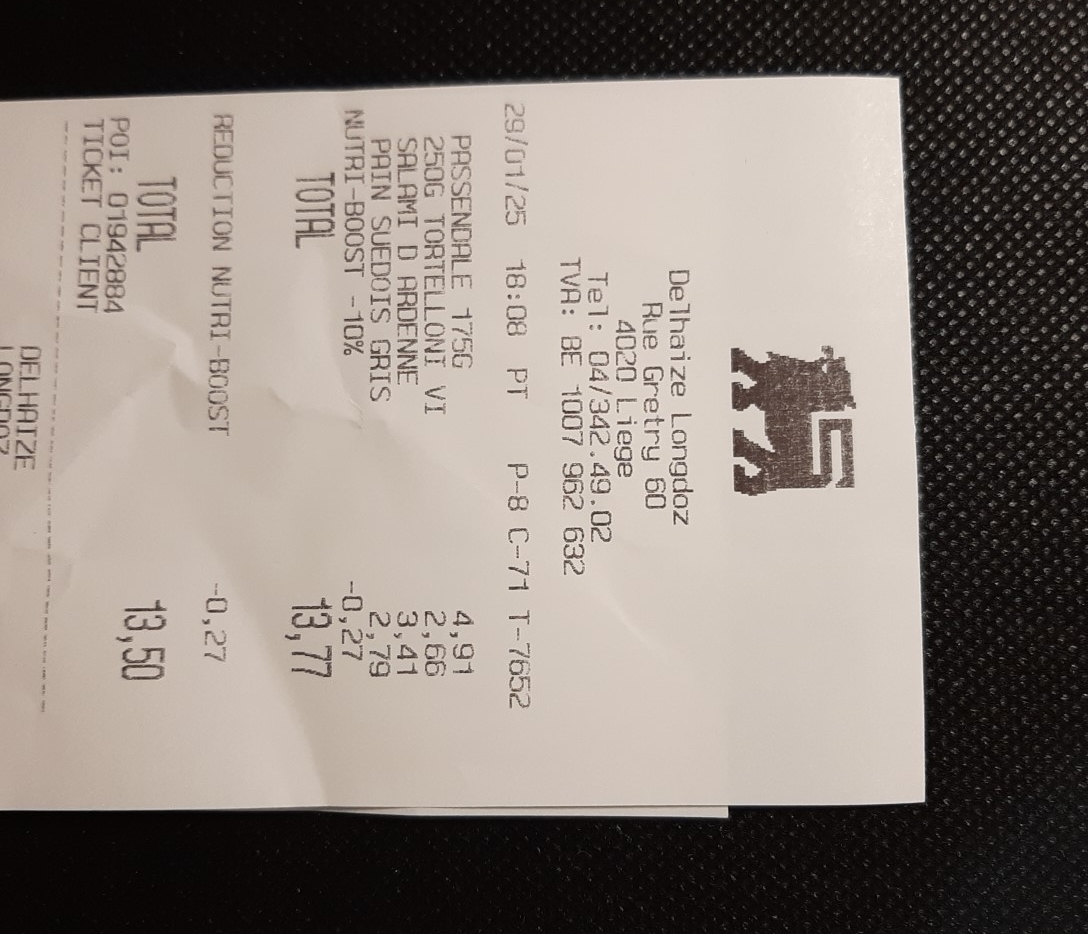 Delhaize Longdoz
Rue Gretry 60
4020 Liege
Tel: 04/342.49.02
TVA: BE 1007 962 632
29/01/25 18:08 PT P-8 C-71 T-7652
PASSENDALE 175G 4,91
250G TORTELLONI VI 2,66
SALAMI D ARDENNE 3,41
PAIN SUEDOIS GRIS 2,79
NUTRI-BOOST -10% -0,27
TOTAL 13,77
REDUCTION NUTRI-BOOST -0,27
TOTAL 13,50
POI: 01942884
TICKET CLIENT
DELHAIZE
LONGDOZ